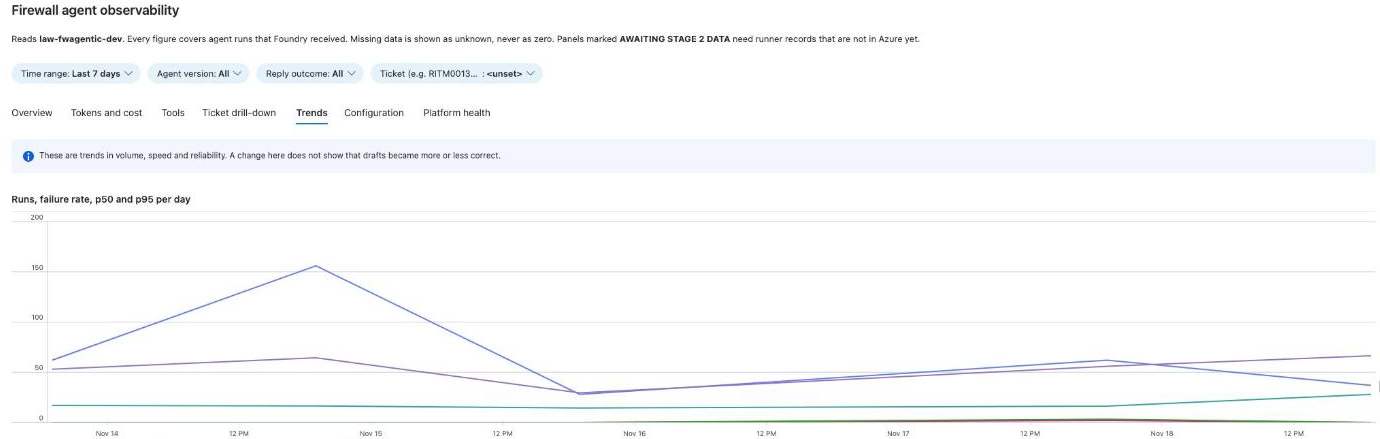 Firewall agent observability
Reads law-fwagentic-dev. Every figure covers agent runs that Foundry received. Missing data is shown as unknown, never as zero. Panels marked AWAITING STAGE 2 DATA need runner records that are not in Azure yet.
Time range: Last 7 days Agent version: All Reply outcome: All Ticket (e.g. RITM0013... : <unset>
Overview Tokens and cost Tools Ticket drill-down Trends Configuration Platform health
These are trends in volume, speed and reliability. A change here does not show that drafts became more or less correct.
Runs, failure rate, p50 and p95 per day
200
150
100
50
0
Nov 14 12 PM Nov 15 12 PM Nov 16 12 PM Nov 17 12 PM Nov 18 12 PM